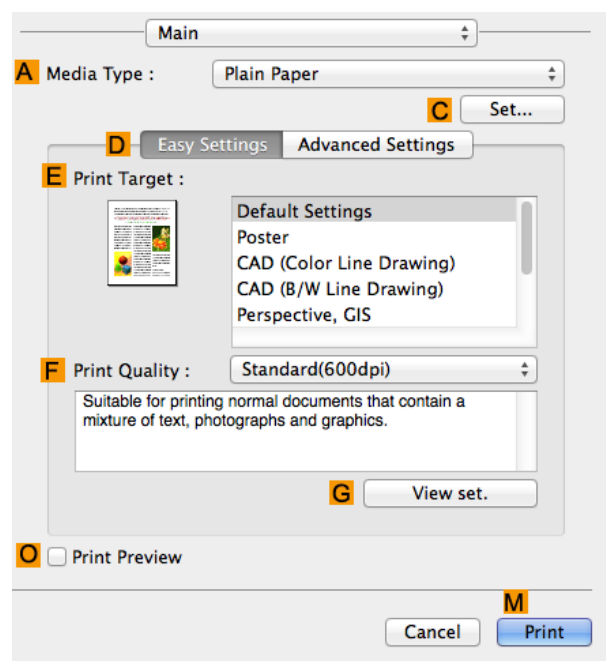 Main
A Media Type : Plain Paper
C Set...
D Easy Settings Advanced Settings
E Print Target :
Default Settings
Poster
CAD (Color Line Drawing)
CAD (B/W Line Drawing)
Perspective, GIS
F Print Quality : Standard(600dpi)
Suitable for printing normal documents that contain a
mixture of text, photographs and graphics.
G View set.
O Print Preview
M
Cancel Print